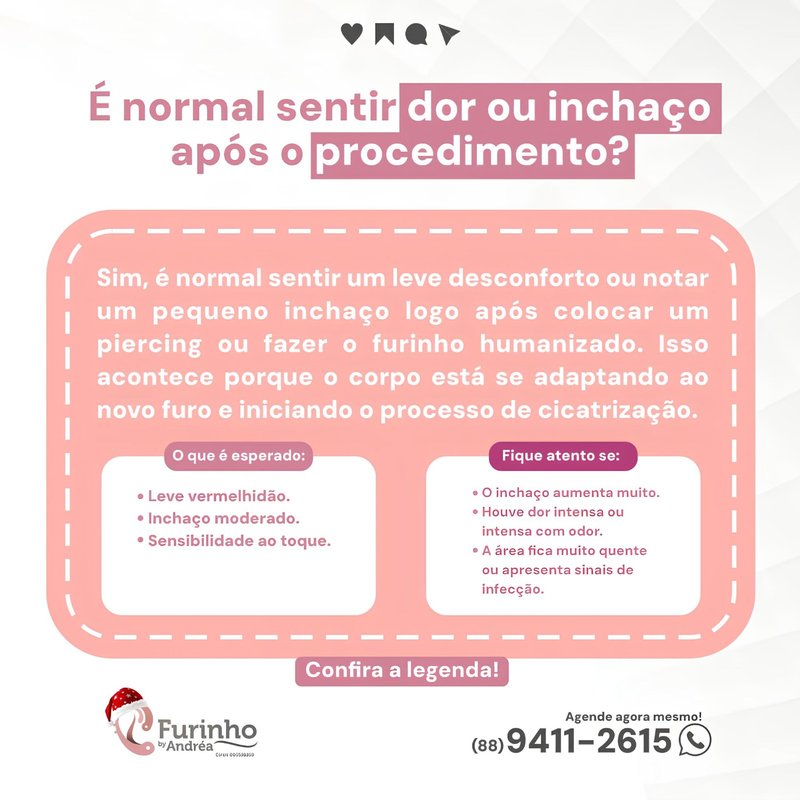 É normal sentir dor ou inchaço
após o procedimento?
Sim, é normal sentir um leve desconforto ou notar
um pequeno inchaço logo após colocar um
piercing ou fazer o furinho humanizado. Isso
acontece porque o corpo está se adaptando ao
novo furo e iniciando o processo de cicatrização.
O que é esperado:
• Leve vermelhidão.
• Inchaço moderado.
• Sensibilidade ao toque.
Fique atento se:
• O inchaço aumenta muito.
• Houve dor intensa ou
intensa com odor.
• A área fica muito quente
ou apresenta sinais de
infecção.
Confira a legenda!
Furinho
by Andréa
Agende agora mesmo!
(88) 9411-2615